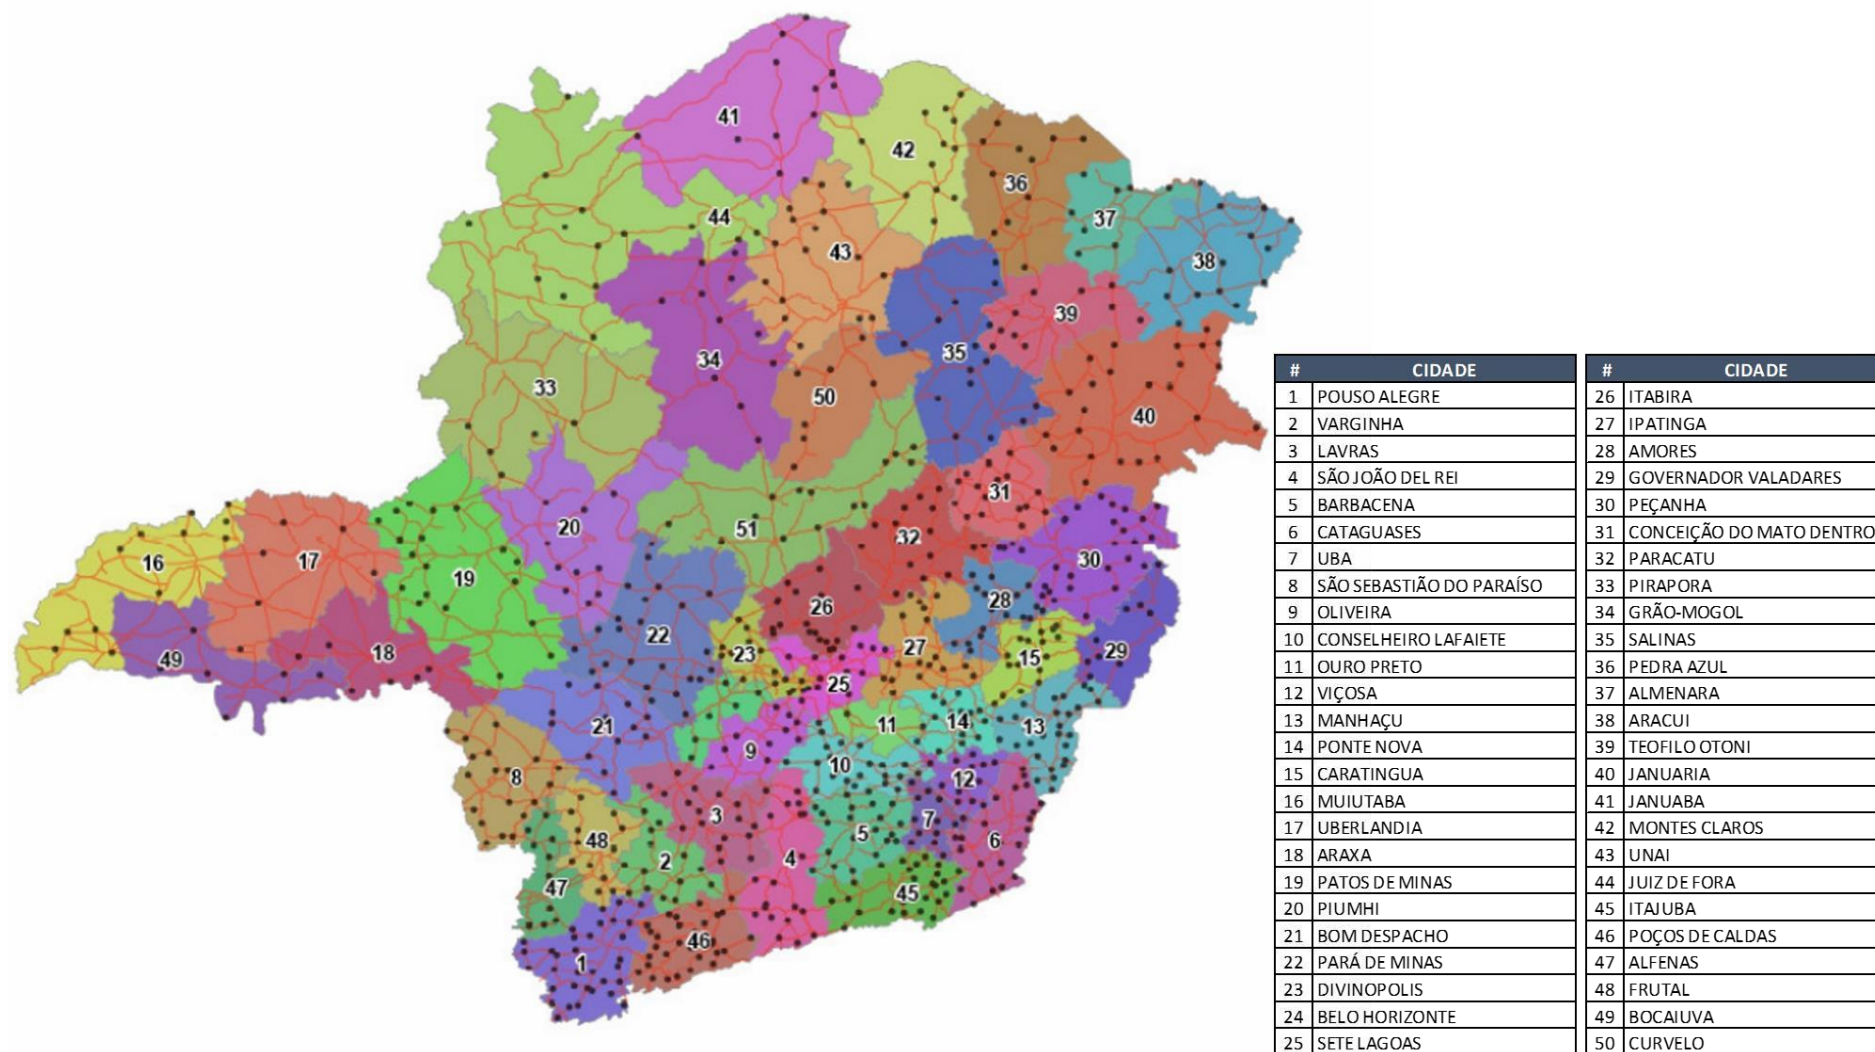 41
42
36
44
37
43
38
39
34
35
33
50
40
31
51
20
32
16
17
30
19
26
28
22
27
23
15
29
18
49
25
11
14
21
13
9
10
12
8
3
7
48
5
6
2
4
47
45
46
1
# CIDADE # CIDADE
1 POUSO ALEGRE 26 ITABIRA
2 VARGINHA 27 IPATINGA
3 LAVRAS 28 AMORES
4 SÃO JOÃO DEL REI 29 GOVERNADOR VALADARES
5 BARBACENA 30 PEÇANHA
6 CATAGUASES 31 CONCEIÇÃO DO MATO DENTRO
7 UBA 32 PARACATU
8 SÃO SEBASTIÃO DO PARAÍSO 33 PIRAPORA
9 OLIVEIRA 34 GRÃO-MOGOL
10 CONSELHEIRO LAFAIETE 35 SALINAS
11 OURO PRETO 36 PEDRA AZUL
12 VIÇOSA 37 ALMENARA
13 MANHAÇU 38 ARACUI
14 PONTE NOVA 39 TEOFILO OTONI
15 CARATINGUA 40 JANUARIA
16 MUIUTABA 41 JANUABA
17 UBERLANDIA 42 MONTES CLAROS
18 ARAXA 43 UNAI
19 PATOS DE MINAS 44 JUIZ DE FORA
20 PIUMHI 45 ITAJUBA
21 BOM DESPACHO 46 POÇOS DE CALDAS
22 PARÁ DE MINAS 47 ALFENAS
23 DIVINOPOLIS 48 FRUTAL
24 BELO HORIZONTE 49 BOCAIUVA
25 SETE LAGOAS 50 CURVELO